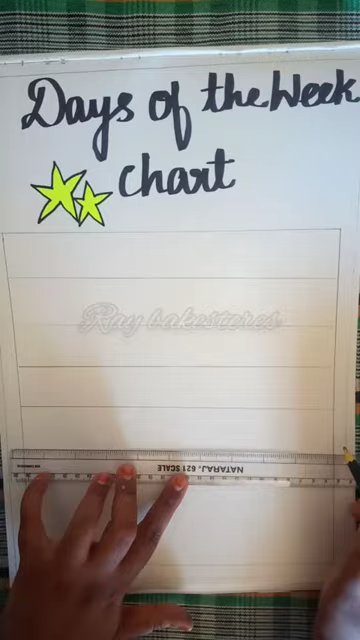 Days of the Week
Chart
Ray bakestores
NATARAJ 621 SCALE